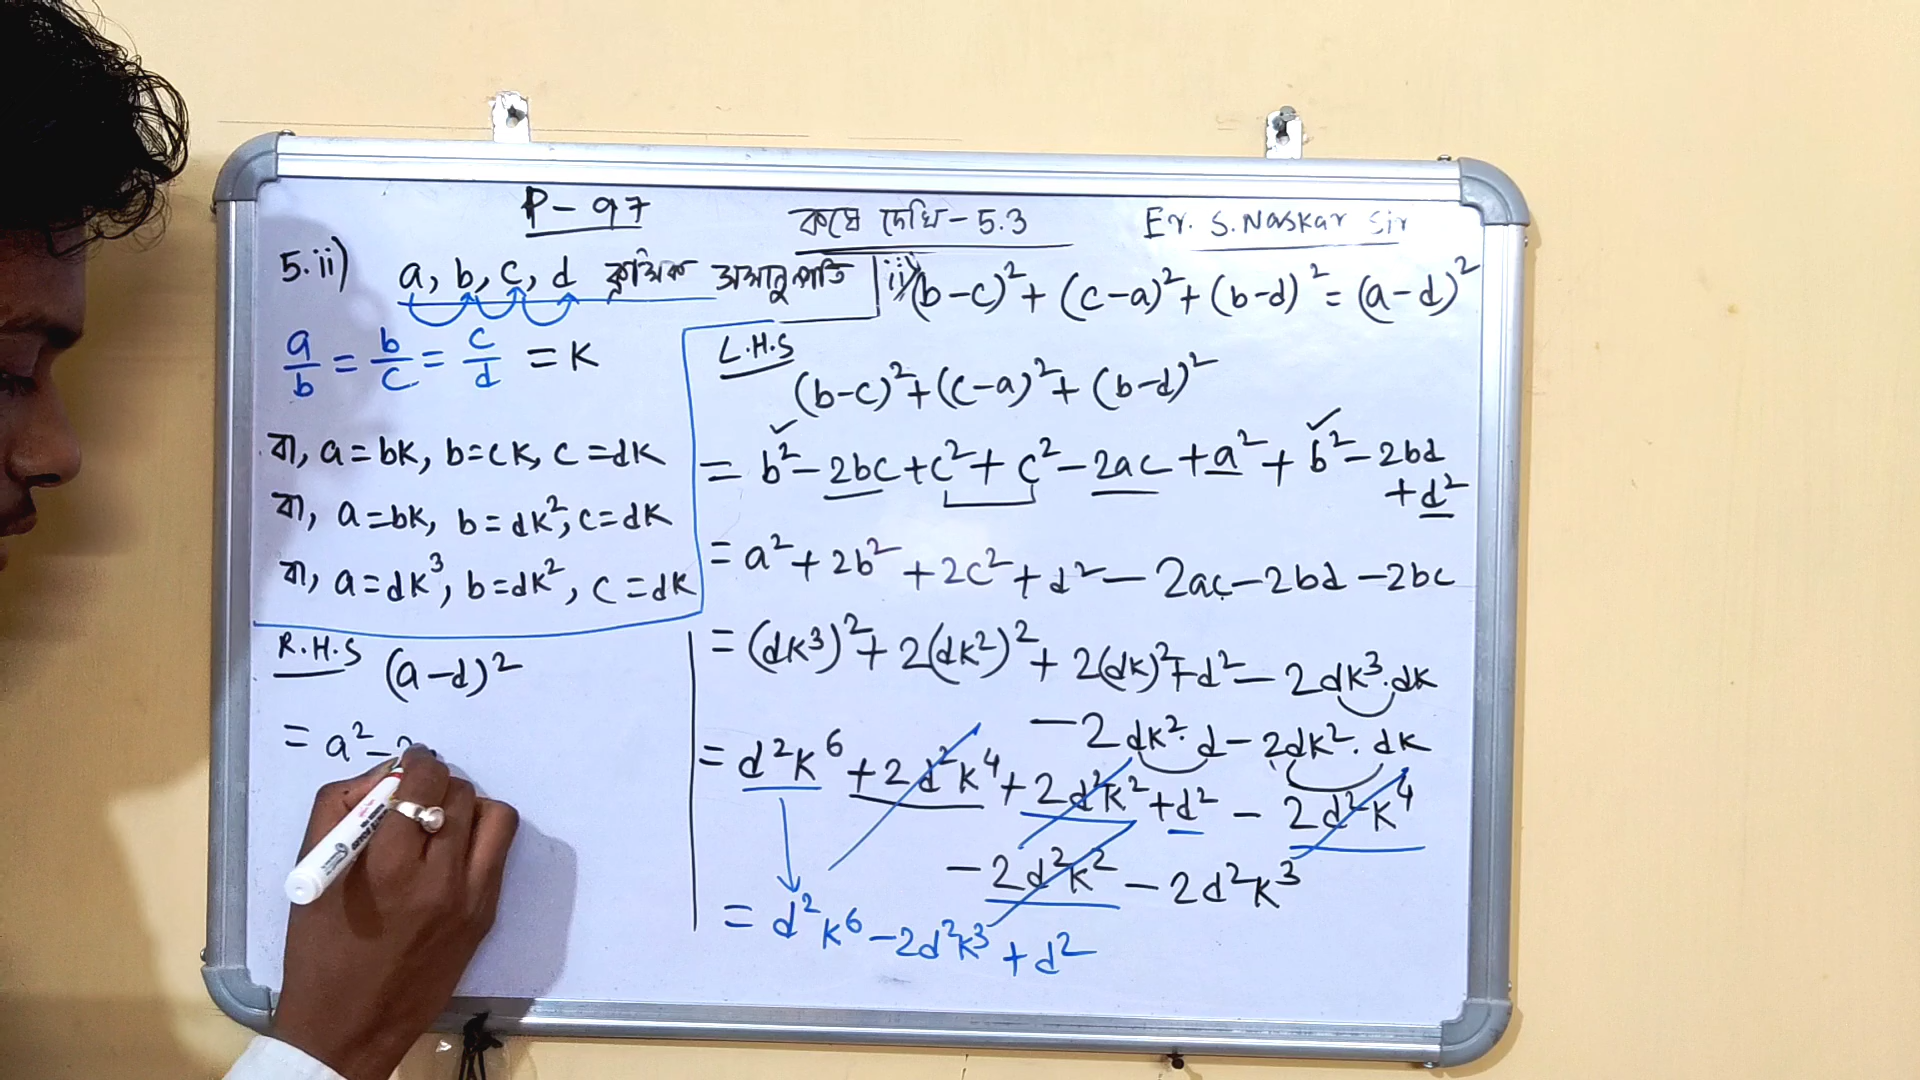 P-97
কষে দেখি-5.3
Er. S. Naskar Sir
5.ii) a, b, c, d ক্রমিক সমানুপাতি
ii) (b-c)² + (c-a)² + (b-d)² = (a-d)²
a/b = b/c = c/d = K
বা, a=bK, b=cK, c=dK
বা, a=bK, b=dK², c=dK
বা, a=dK³, b=dK², c=dK
L.H.S
(b-c)² + (c-a)² + (b-d)²
= b² - 2bc + c² + c² - 2ac + a² + b² - 2bd
+ d²
= a² + 2b² + 2c² + d² - 2ac - 2bd - 2bc
= (dK³)² + 2(dK²)² + 2(dK)² + d² - 2dK³.dK
- 2dK².d - 2dK².dK
= d²K⁶ + 2d²K⁴ + 2d²K² + d² - 2d²K⁴
- 2d²K² - 2d²K³
= d²K⁶ - 2d²K³ + d²
R.H.S (a-d)²
= a² - 2